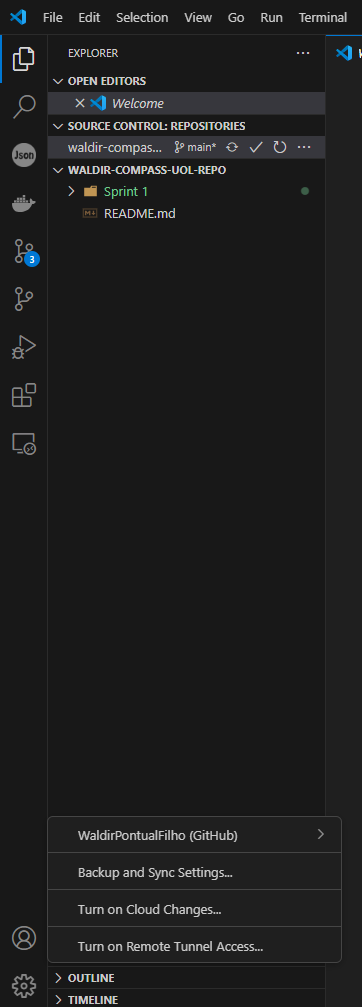 File Edit Selection View Go Run Terminal
EXPLORER
OPEN EDITORS
Welcome
SOURCE CONTROL: REPOSITORIES
waldir-compas... main*
WALDIR-COMPASS-UOL-REPO
Sprint 1
README.md
Json
3
WaldirPontualFilho (GitHub)
Backup and Sync Settings...
Turn on Cloud Changes...
Turn on Remote Tunnel Access...
OUTLINE
TIMELINE